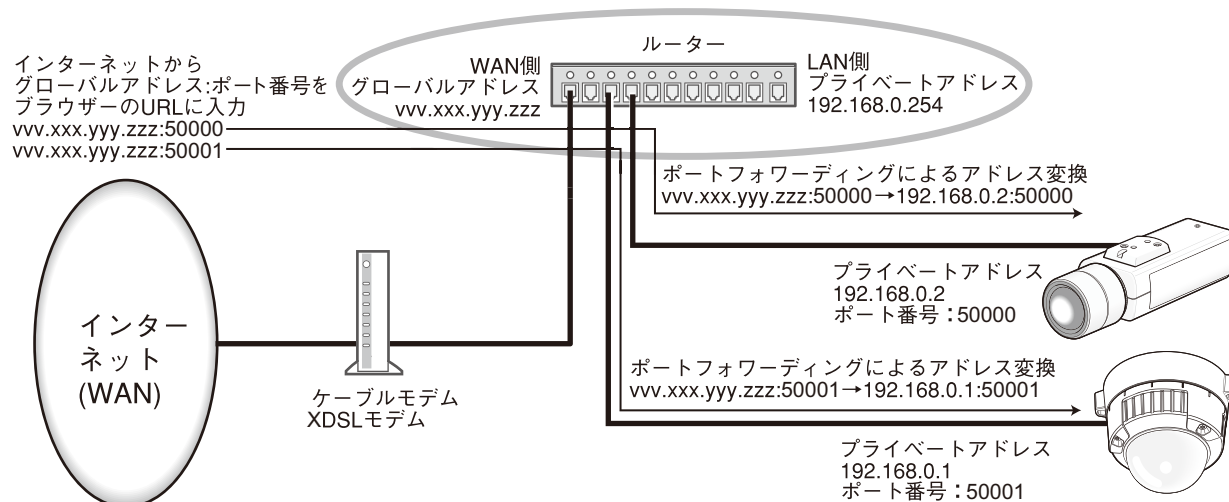 ルーター
インターネットから
グローバルアドレス:ポート番号を
ブラウザーのURLに入力
vvv.xxx.yyy.zzz:50000
vvv.xxx.yyy.zzz:50001
WAN側
グローバルアドレス
vvv.xxx.yyy.zzz
LAN側
プライベートアドレス
192.168.0.254
ポートフォワーディングによるアドレス変換
vvv.xxx.yyy.zzz:50000→192.168.0.2:50000
プライベートアドレス
192.168.0.2
ポート番号：50000
インター
ネット
(WAN)
ケーブルモデム
XDSLモデム
ポートフォワーディングによるアドレス変換
vvv.xxx.yyy.zzz:50001→192.168.0.1:50001
プライベートアドレス
192.168.0.1
ポート番号：50001